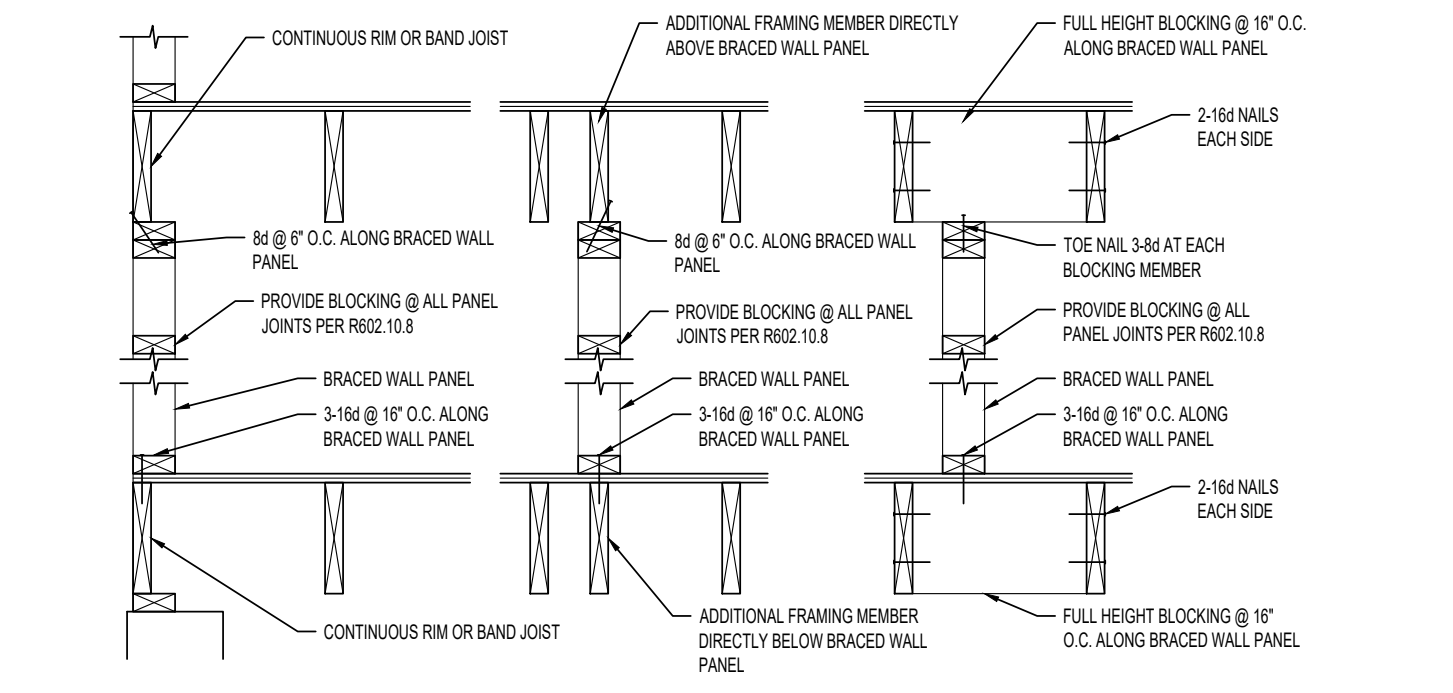 CONTINUOUS RIM OR BAND JOIST
8d @ 6" O.C. ALONG BRACED WALL
PANEL
PROVIDE BLOCKING @ ALL PANEL
JOINTS PER R602.10.8
BRACED WALL PANEL
3-16d @ 16" O.C. ALONG
BRACED WALL PANEL
CONTINUOUS RIM OR BAND JOIST
ADDITIONAL FRAMING MEMBER DIRECTLY
ABOVE BRACED WALL PANEL
8d @ 6" O.C. ALONG BRACED WALL
PANEL
PROVIDE BLOCKING @ ALL PANEL
JOINTS PER R602.10.8
BRACED WALL PANEL
3-16d @ 16" O.C. ALONG
BRACED WALL PANEL
ADDITIONAL FRAMING MEMBER
DIRECTLY BELOW BRACED WALL
PANEL
FULL HEIGHT BLOCKING @ 16" O.C.
ALONG BRACED WALL PANEL
2-16d NAILS
EACH SIDE
TOE NAIL 3-8d AT EACH
BLOCKING MEMBER
PROVIDE BLOCKING @ ALL
PANEL JOINTS PER R602.10.8
BRACED WALL PANEL
3-16d @ 16" O.C. ALONG
BRACED WALL PANEL
2-16d NAILS
EACH SIDE
FULL HEIGHT BLOCKING @ 16"
O.C. ALONG BRACED WALL PANEL